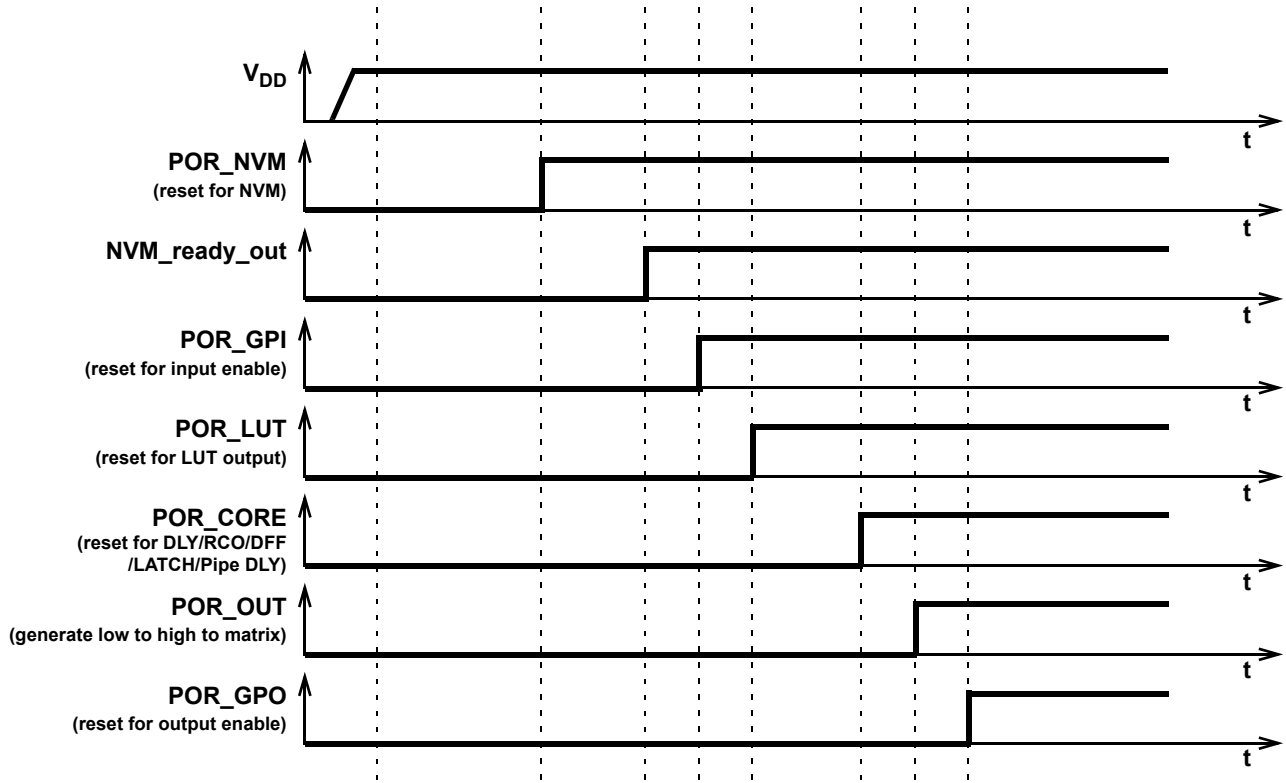 VDD
t
POR_NVM
(reset for NVM)
t
NVM_ready_out
t
POR_GPI
(reset for input enable)
t
POR_LUT
(reset for LUT output)
t
POR_CORE
(reset for DLY/RCO/DFF
/LATCH/Pipe DLY)
t
POR_OUT
(generate low to high to matrix)
t
POR_GPO
(reset for output enable)
t